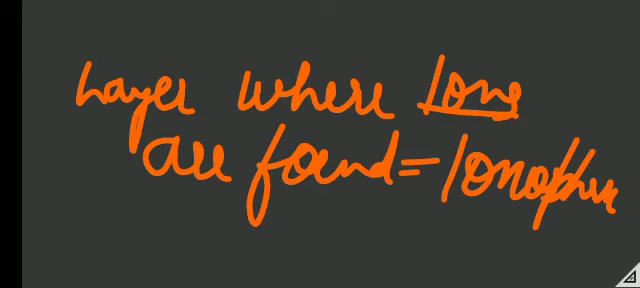 Layer where Ions
are found = Ionosphere